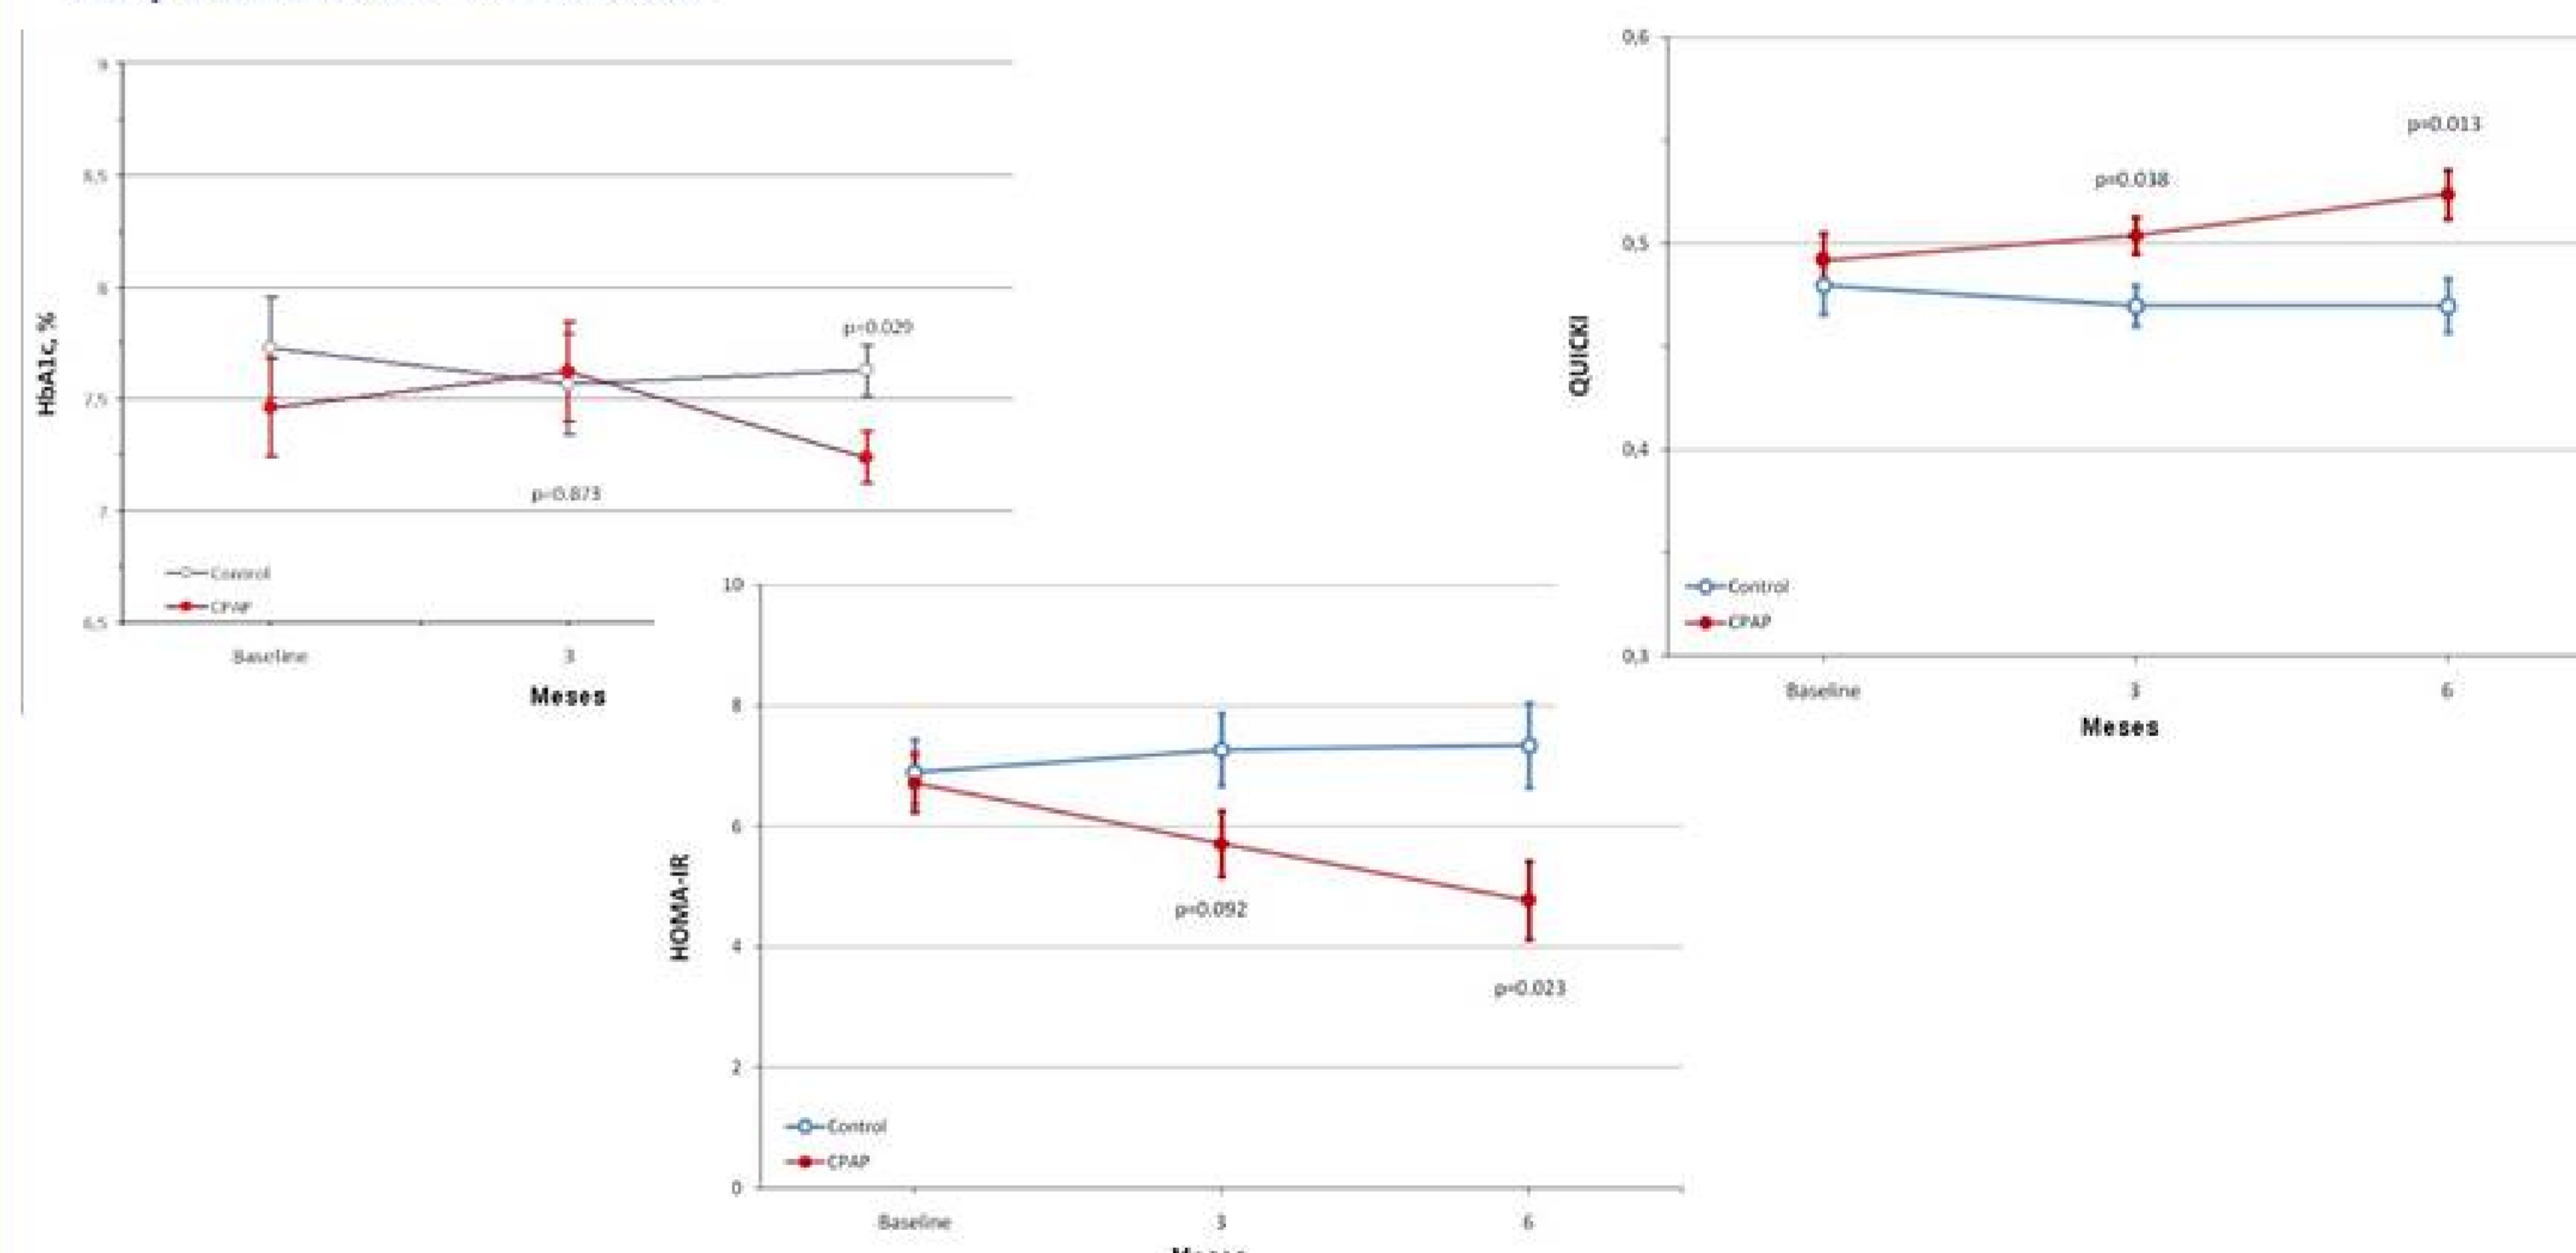 9
8,5
8
7,5
7
6,5
HbA1c, %
p=0.029
p=0.873
Control
CPAP
Baseline
3
Meses
10
8
6
4
2
0
HOMA-IR
p=0.092
p=0.023
Control
CPAP
Baseline
3
6
Meses
0,6
0,5
0,4
0,3
QUICKI
p=0.038
p=0.013
Control
CPAP
Baseline
3
6
Meses